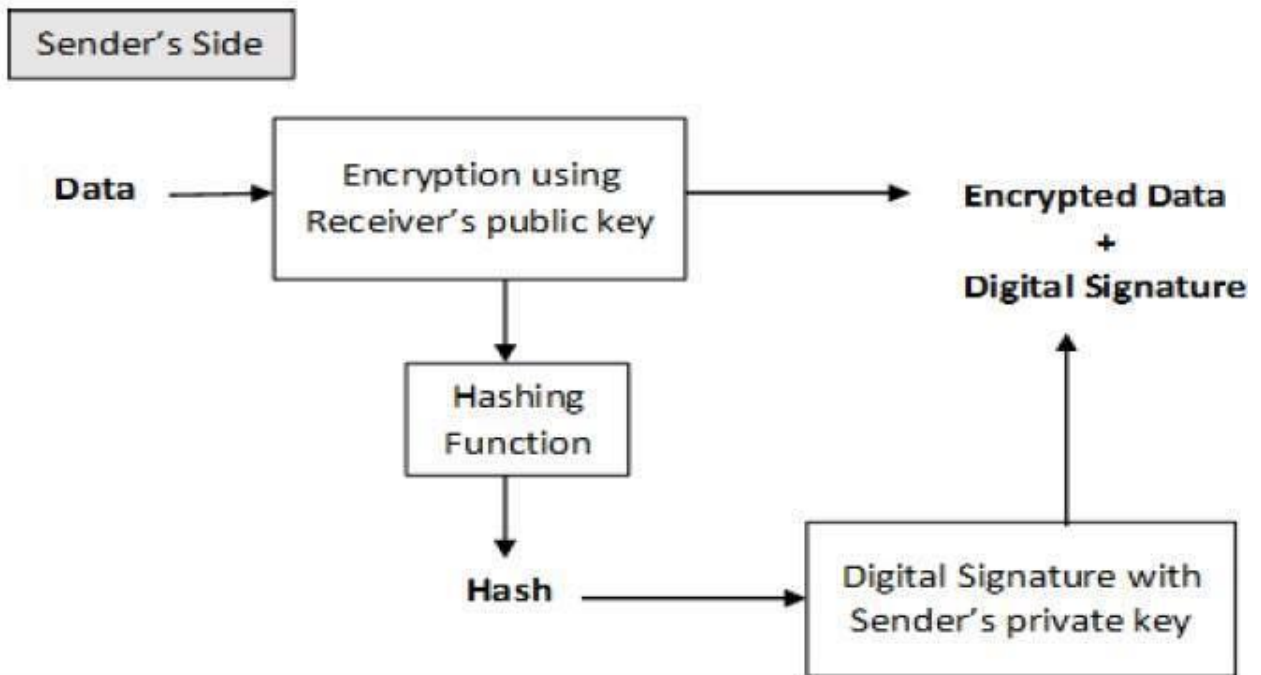 Sender’s Side
Data
Encryption using
Receiver’s public key
Encrypted Data
+
Digital Signature
Hashing
Function
Hash
Digital Signature with
Sender’s private key